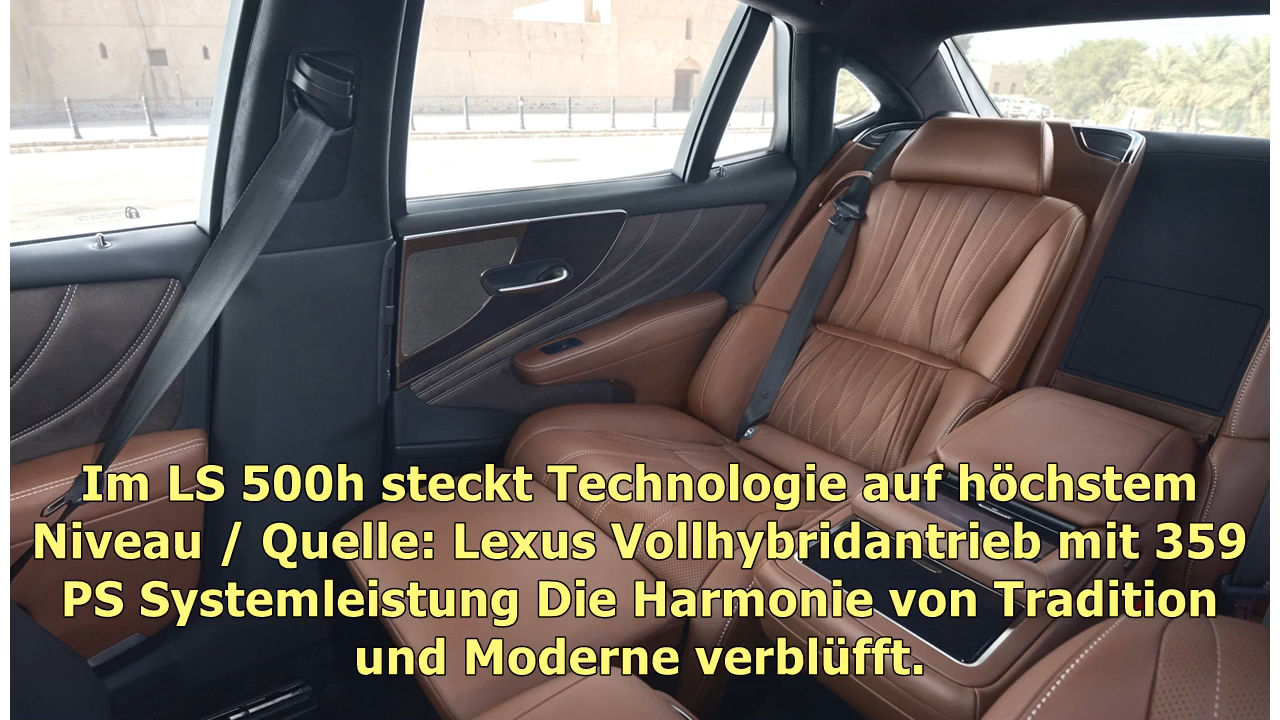 Im LS 500h steckt Technologie auf höchstem
Niveau / Quelle: Lexus Vollhybridantrieb mit 359
PS Systemleistung Die Harmonie von Tradition
und Moderne verblüfft.